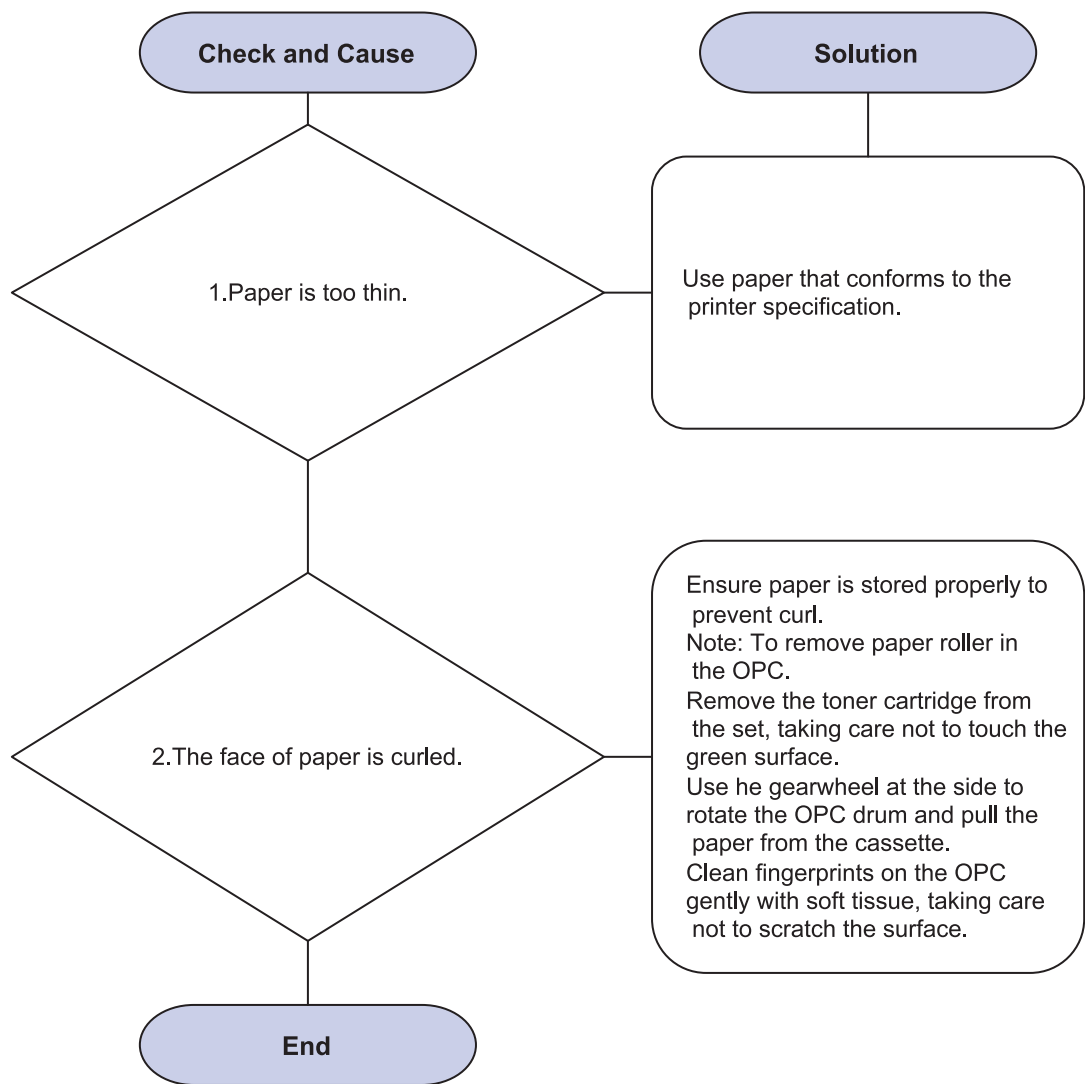 Check and Cause
Solution
1.Paper is too thin.
Use paper that conforms to the
printer specification.
2.The face of paper is curled.
Ensure paper is stored properly to
prevent curl.
Note: To remove paper roller in
the OPC.
Remove the toner cartridge from
the set, taking care not to touch the
green surface.
Use he gearwheel at the side to
rotate the OPC drum and pull the
paper from the cassette.
Clean fingerprints on the OPC
gently with soft tissue, taking care
not to scratch the surface.
End